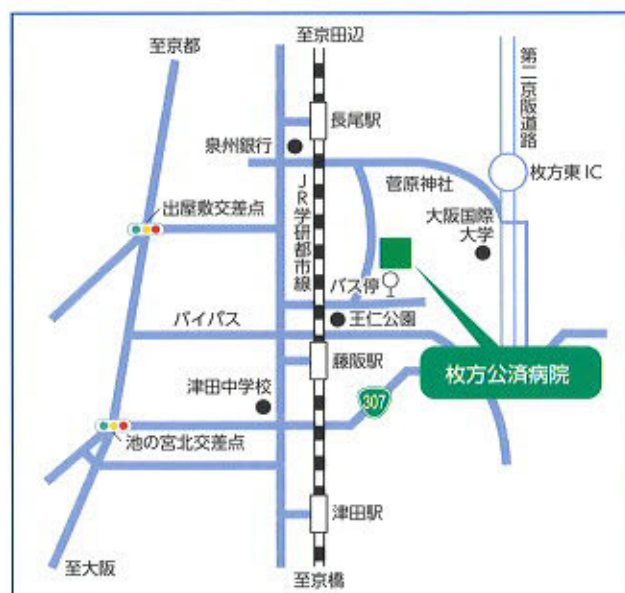 至京田辺
至京都
第二京阪道路
長尾駅
泉州銀行
枚方東IC
菅原神社
JR学研都市線
出屋敷交差点
大阪国際
大学
バス停
バイパス
王仁公園
藤阪駅
枚方公済病院
津田中学校
307
池の宮北交差点
津田駅
至大阪
至京橋